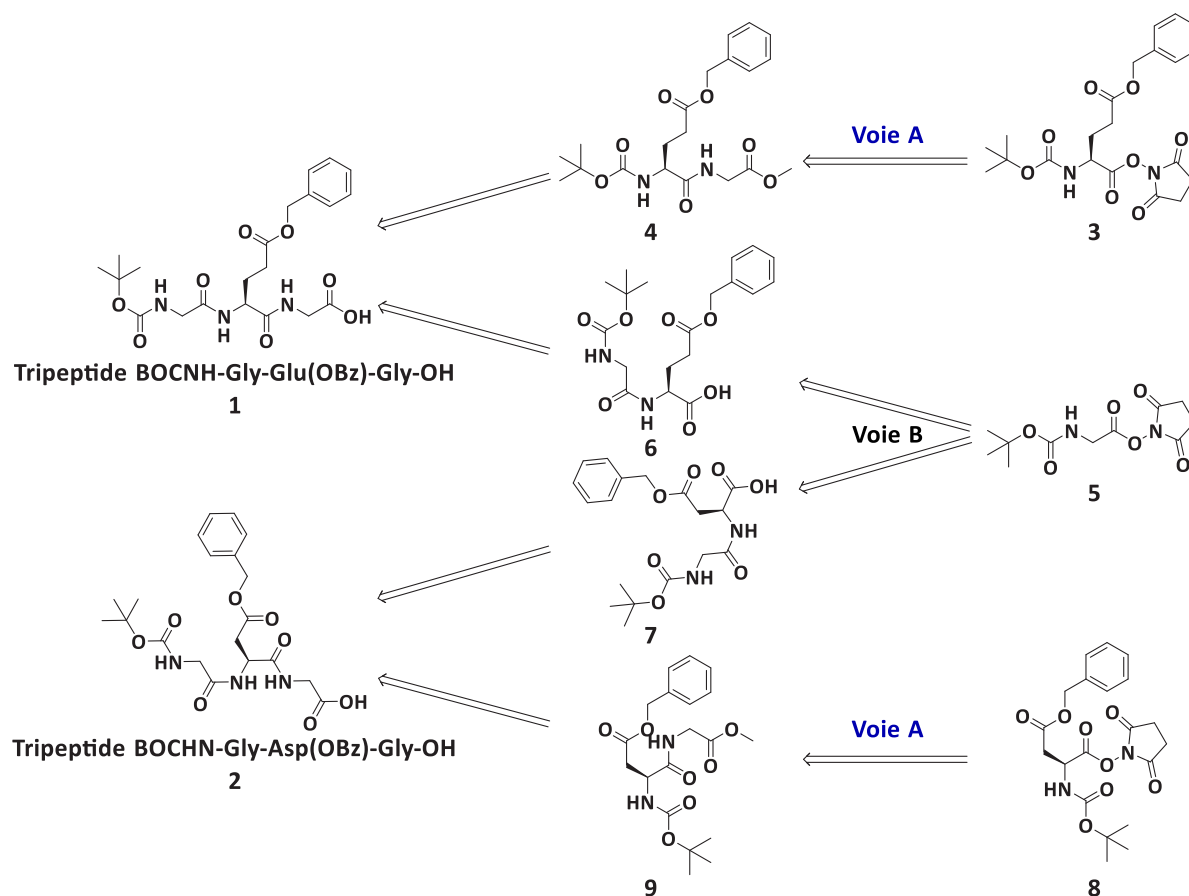 4
Voie A
3
Tripeptide BOCNH-Gly-Glu(OBz)-Gly-OH
1
6
Voie B
5
7
Tripeptide BOCHN-Gly-Asp(OBz)-Gly-OH
2
9
Voie A
8